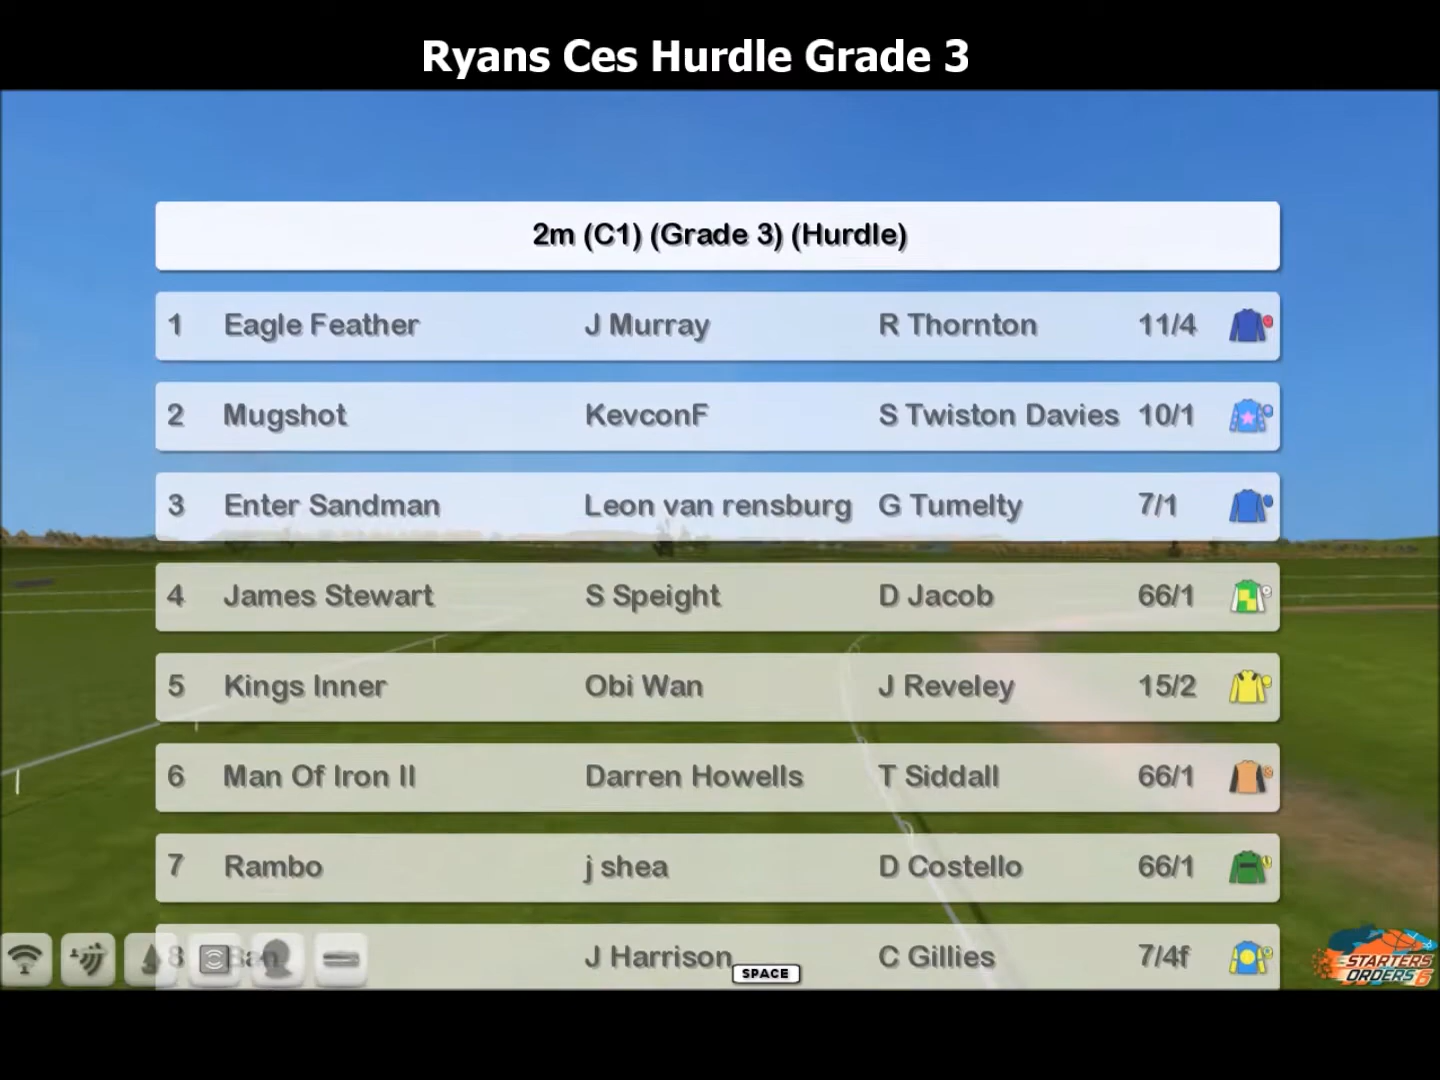 Ryans Ces Hurdle Grade 3
2m (C1) (Grade 3) (Hurdle)
1 Eagle Feather J Murray R Thornton 11/4
2 Mugshot KevconF S Twiston Davies 10/1
3 Enter Sandman Leon van rensburg G Tumelty 7/1
4 James Stewart S Speight D Jacob 66/1
5 Kings Inner Obi Wan J Reveley 15/2
6 Man Of Iron II Darren Howells T Siddall 66/1
7 Rambo j shea D Costello 66/1
8 J Harrison C Gillies 7/4f
SPACE
STARTERS
ORDERS 6